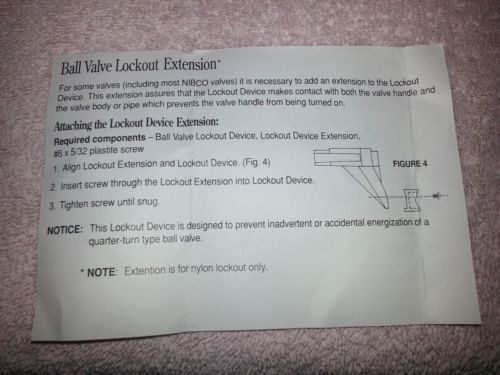 Ball Valve Lockout Extension*
For some valves (including most NIBCO valves) it is necessary to add an extension to the Lockout
Device. This extension assures that the Lockout Device makes contact with both the valve handle and
the valve body or pipe which prevents the valve handle from being turned on.
Attaching the Lockout Device Extension:
Required components – Ball Valve Lockout Device, Lockout Device Extension,
#6 x 5/32 plastite screw
1. Align Lockout Extension and Lockout Device. (Fig. 4)
FIGURE 4
2. Insert screw through the Lockout Extension into Lockout Device.
3. Tighten screw until snug.
NOTICE: This Lockout Device is designed to prevent inadvertent or accidental energization of a
quarter-turn type ball valve.
* NOTE: Extention is for nylon lockout only.